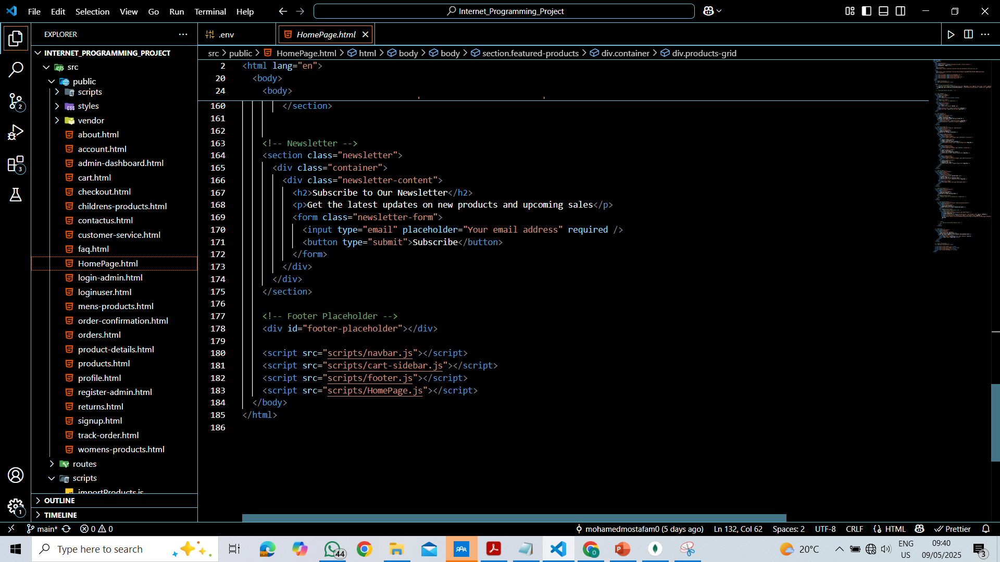 File Edit Selection View Go Run Terminal Help
Internet_Programming_Project
EXPLORER
.env
HomePage.html
INTERNET_PROGRAMMING_PROJECT
src > public > HomePage.html > html > body > body > section.featured-products > div.container > div.products-grid
src
public
scripts
styles
vendor
about.html
account.html
admin-dashboard.html
cart.html
checkout.html
childrens-products.html
contactus.html
customer-service.html
faq.html
HomePage.html
login-admin.html
loginuser.html
mens-products.html
order-confirmation.html
orders.html
product-details.html
products.html
profile.html
register-admin.html
returns.html
signup.html
track-order.html
womens-products.html
routes
scripts
importProducts.js
OUTLINE
TIMELINE
2 <html lang="en">
20 <body>
24 <body>
160 </section>
161
162
163 <!-- Newsletter -->
164 <section class="newsletter">
165 <div class="container">
166 <div class="newsletter-content">
167 <h2>Subscribe to Our Newsletter</h2>
168 <p>Get the latest updates on new products and upcoming sales</p>
169 <form class="newsletter-form">
170 <input type="email" placeholder="Your email address" required />
171 <button type="submit">Subscribe</button>
172 </form>
173 </div>
174 </div>
175 </section>
176
177 <!-- Footer Placeholder -->
178 <div id="footer-placeholder"></div>
179
180 <script src="scripts/navbar.js"></script>
181 <script src="scripts/cart-sidebar.js"></script>
182 <script src="scripts/footer.js"></script>
183 <script src="scripts/HomePage.js"></script>
184 </body>
185 </html>
186
2
3
1
main* 0 0 mohamedmostafam0 (5 days ago) Ln 132, Col 62 Spaces: 2 UTF-8 CRLF HTML Prettier
Type here to search
44
20°C
ENG
US
09:40
09/05/2025
3